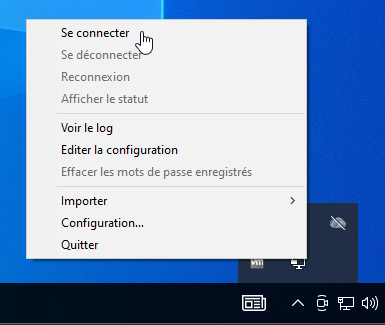 Se connecter
Se déconnecter
Reconnexion
Afficher le statut
Voir le log
Editer la configuration
Effacer les mots de passe enregistrés
Importer
Configuration...
Quitter